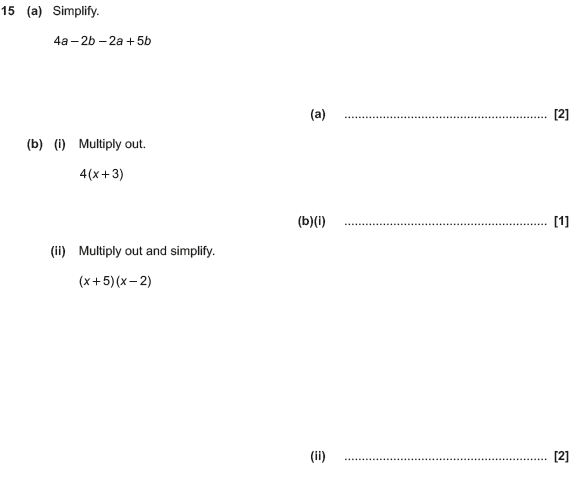 15 (a) Simplify.
4a – 2b – 2a + 5b
(a) .......................................................... [2]
(b) (i) Multiply out.
4(x + 3)
(b)(i) .......................................................... [1]
(ii) Multiply out and simplify.
(x + 5)(x – 2)
(ii) .......................................................... [2]